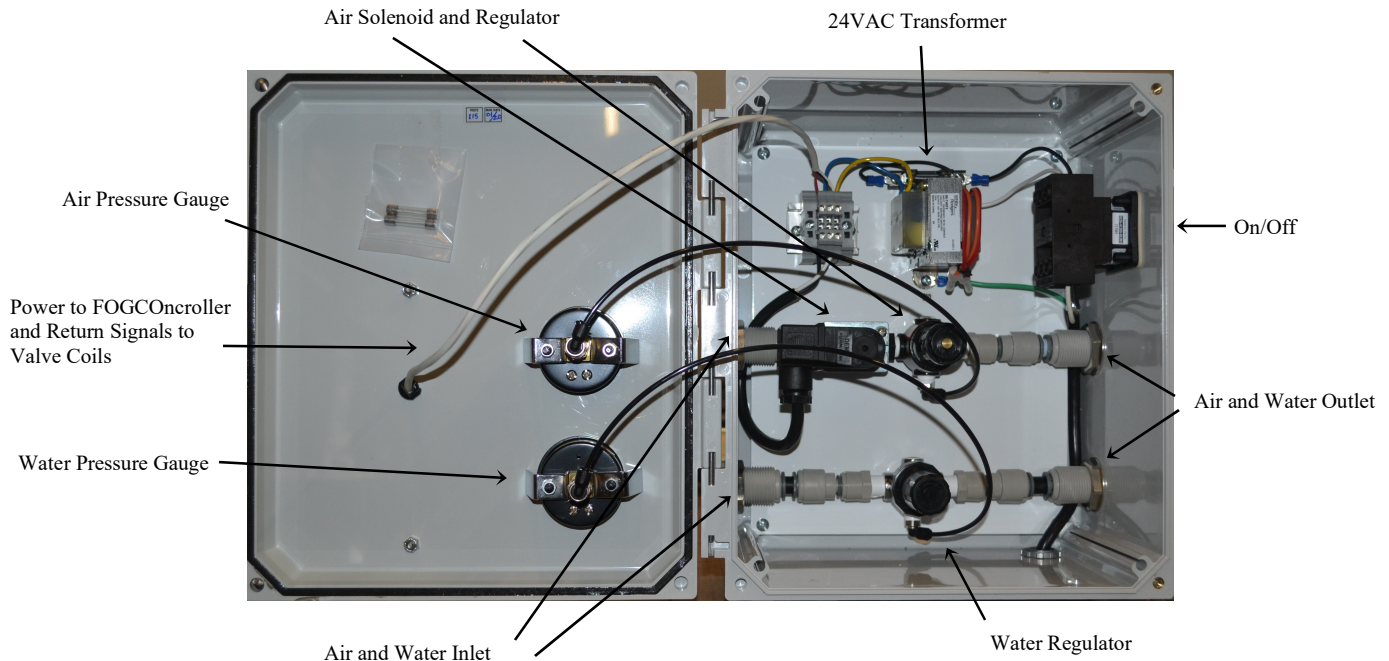 Air Solenoid and Regulator
24VAC Transformer
Air Pressure Gauge
On/Off
Power to FOGCOncroller
and Return Signals to
Valve Coils
Air and Water Outlet
Water Pressure Gauge
Water Regulator
Air and Water Inlet